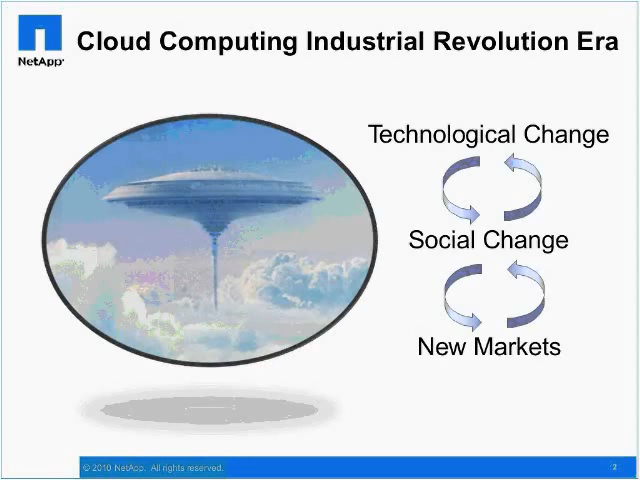 NetApp
Cloud Computing Industrial Revolution Era
Technological Change
Social Change
New Markets
© 2010 NetApp. All rights reserved.
2